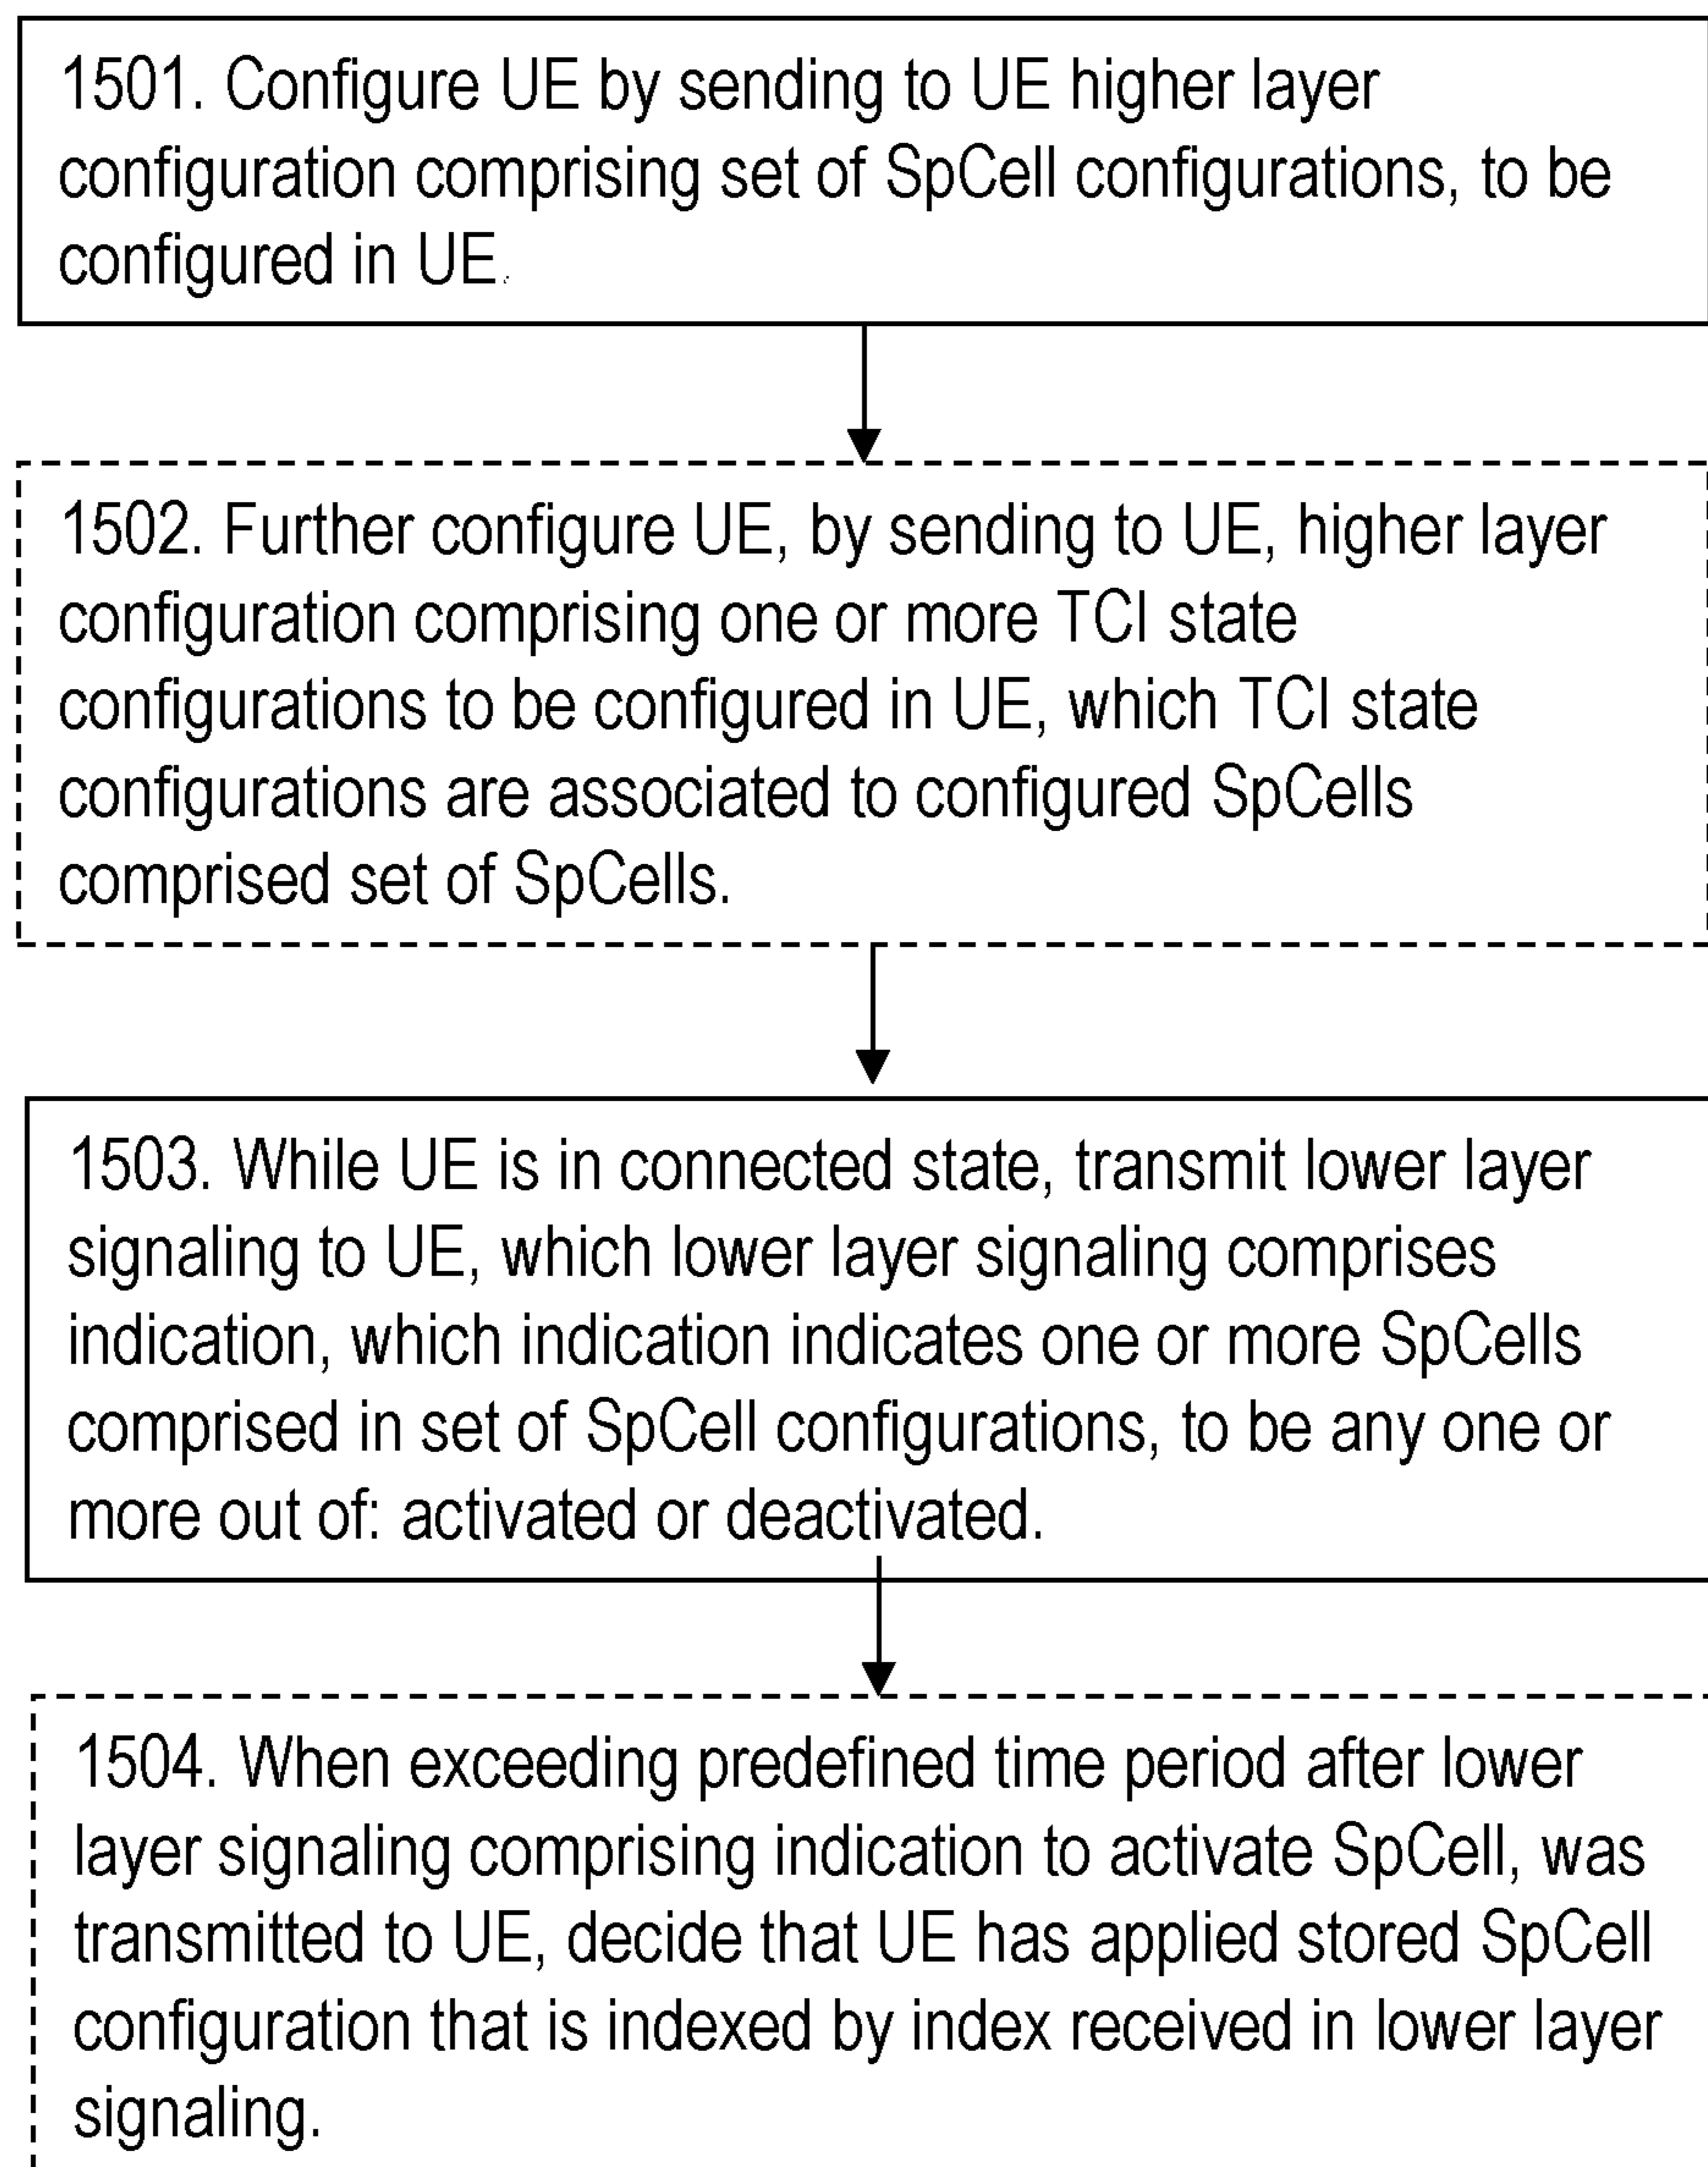 1501. Configure UE by sending to UE higher layer
configuration comprising set of SpCell configurations, to be
configured in UE.
1502. Further configure UE, by sending to UE, higher layer
configuration comprising one or more TCI state
configurations to be configured in UE, which TCI state
configurations are associated to configured SpCells
comprised set of SpCells.
1503. While UE is in connected state, transmit lower layer
signaling to UE, which lower layer signaling comprises
indication, which indication indicates one or more SpCells
comprised in set of SpCell configurations, to be any one or
more out of: activated or deactivated.
1504. When exceeding predefined time period after lower
layer signaling comprising indication to activate SpCell, was
transmitted to UE, decide that UE has applied stored SpCell
configuration that is indexed by index received in lower layer
signaling.